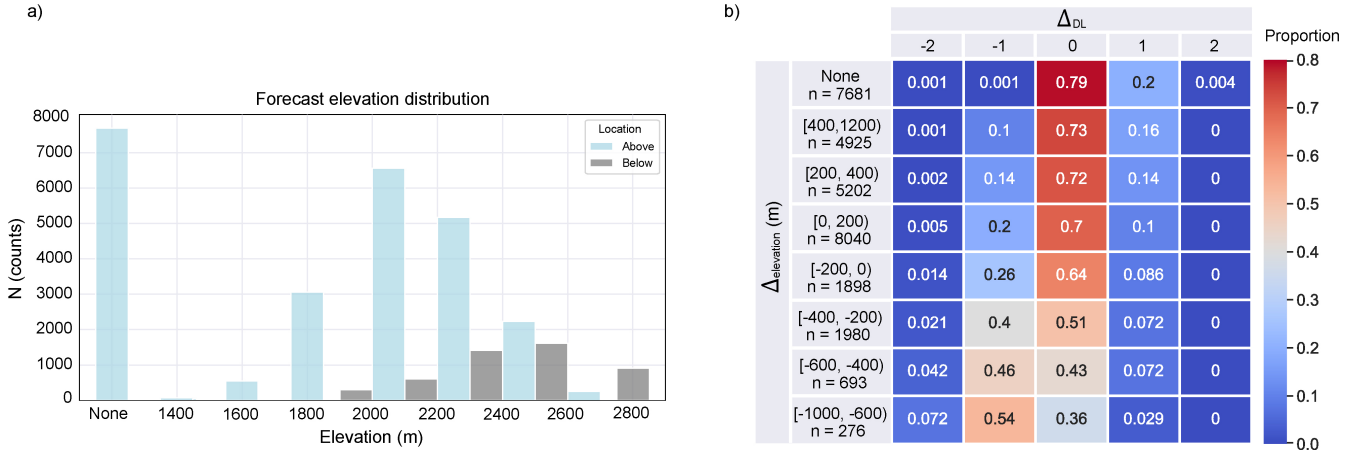 a)
Forecast elevation distribution
N (counts)
8000
7000
6000
5000
4000
3000
2000
1000
0
Location
Above
Below
None 1400 1600 1800 2000 2200 2400 2600 2800
Elevation (m)
b)
Δ_DL
-2 -1 0 1 2
Δ_elevation (m)
None
n = 7681
0.001 0.001 0.79 0.2 0.004
[400,1200)
n = 4925
0.001 0.1 0.73 0.16 0
[200, 400)
n = 5202
0.002 0.14 0.72 0.14 0
[0, 200)
n = 8040
0.005 0.2 0.7 0.1 0
[-200, 0)
n = 1898
0.014 0.26 0.64 0.086 0
[-400, -200)
n = 1980
0.021 0.4 0.51 0.072 0
[-600, -400)
n = 693
0.042 0.46 0.43 0.072 0
[-1000, -600)
n = 276
0.072 0.54 0.36 0.029 0
Proportion
0.8
0.7
0.6
0.5
0.4
0.3
0.2
0.1
0.0